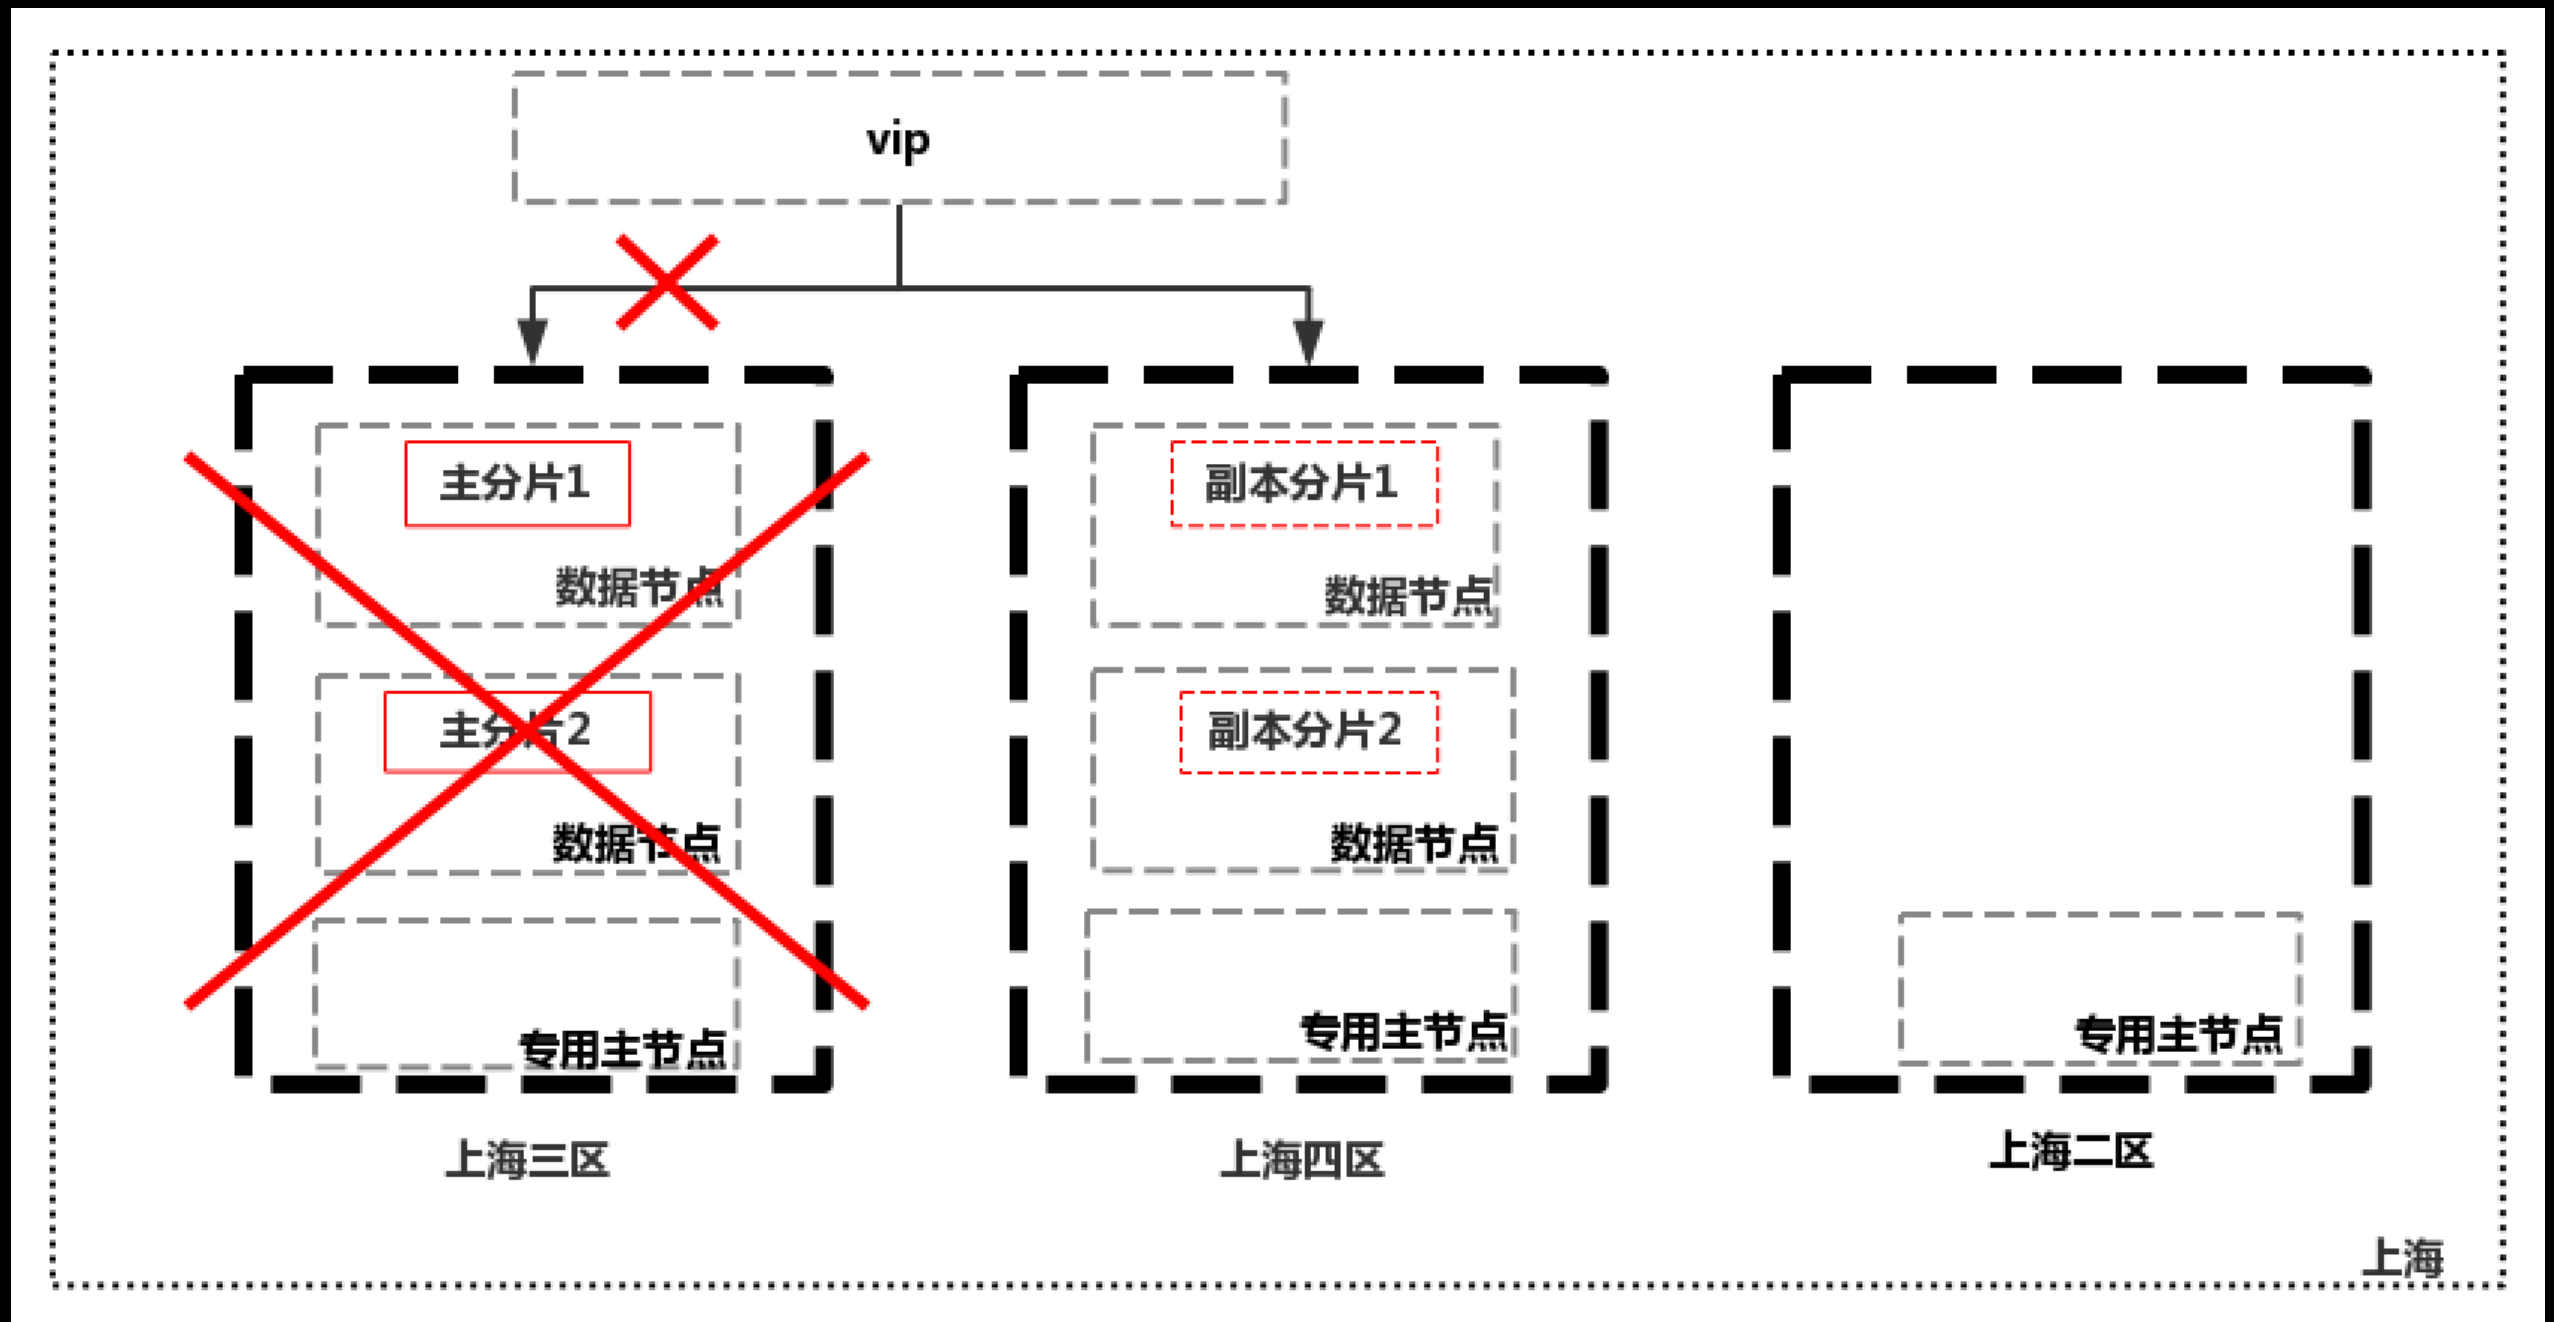 vip
主分片1
数据节点
主分片2
数据节点
专用主节点
上海三区
副本分片1
数据节点
副本分片2
数据节点
专用主节点
上海四区
专用主节点
上海二区
上海